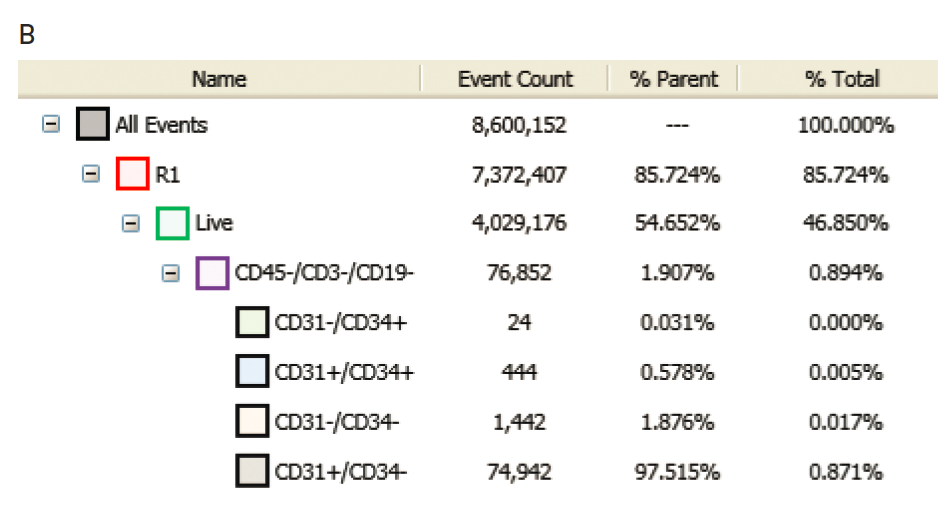 B
Name Event Count % Parent % Total
All Events 8,600,152 --- 100.000%
R1 7,372,407 85.724% 85.724%
Live 4,029,176 54.652% 46.850%
CD45-/CD3-/CD19- 76,852 1.907% 0.894%
CD31-/CD34+ 24 0.031% 0.000%
CD31+/CD34+ 444 0.578% 0.005%
CD31-/CD34- 1,442 1.876% 0.017%
CD31+/CD34- 74,942 97.515% 0.871%